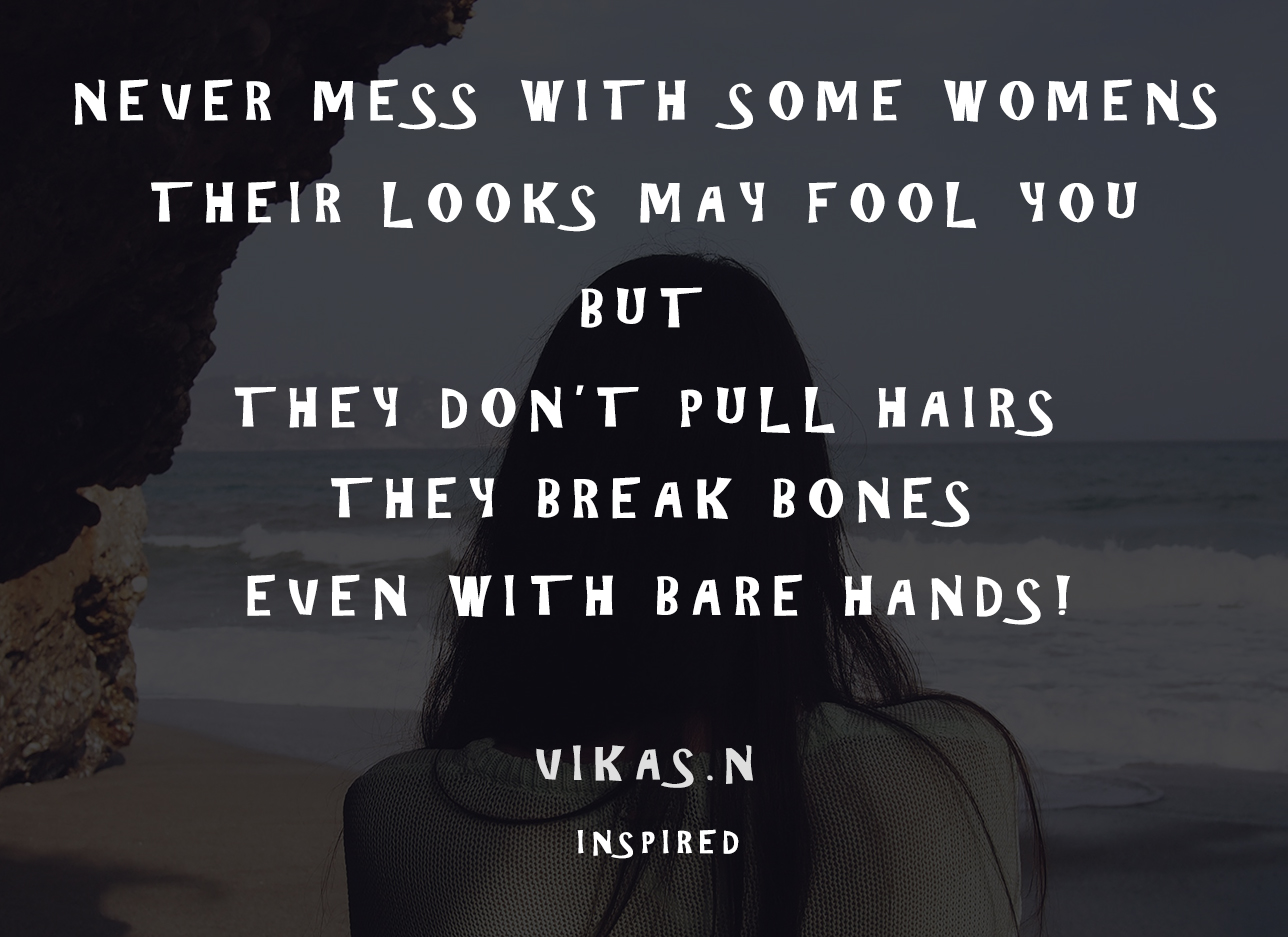 NEVER MESS WITH SOME WOMENS
THEIR LOOKS MAY FOOL YOU
BUT
THEY DON'T PULL HAIRS
THEY BREAK BONES
EVEN WITH BARE HANDS!
VIKAS.N
INSPIRED